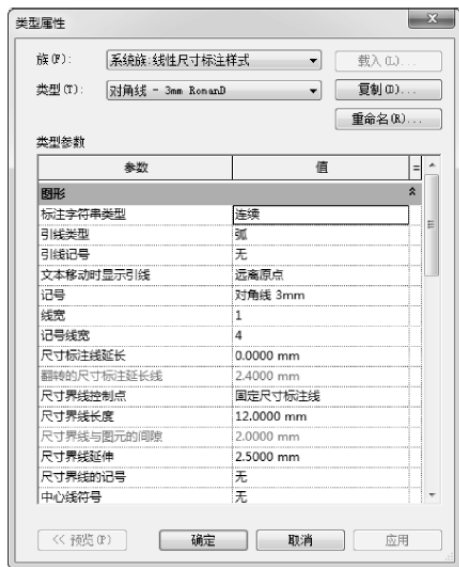 类型属性
族(F): 系统族:线性尺寸标注样式 载入(L)...
类型(T): 对角线 - 3mm RomanD 复制(D)...
重命名(R)...
类型参数
参数 值 =
图形
标注字符串类型 连续
引线类型 弧
引线记号 无
文本移动时显示引线 远离原点
记号 对角线 3mm
线宽 1
记号线宽 4
尺寸标注线延长 0.0000 mm
翻转的尺寸标注延长线 2.4000 mm
尺寸界线控制点 固定尺寸标注线
尺寸界线长度 12.0000 mm
尺寸界线与图元的间隙 2.0000 mm
尺寸界线延伸 2.5000 mm
尺寸界线的记号 无
中心线符号 无
<< 预览(P) 确定 取消 应用